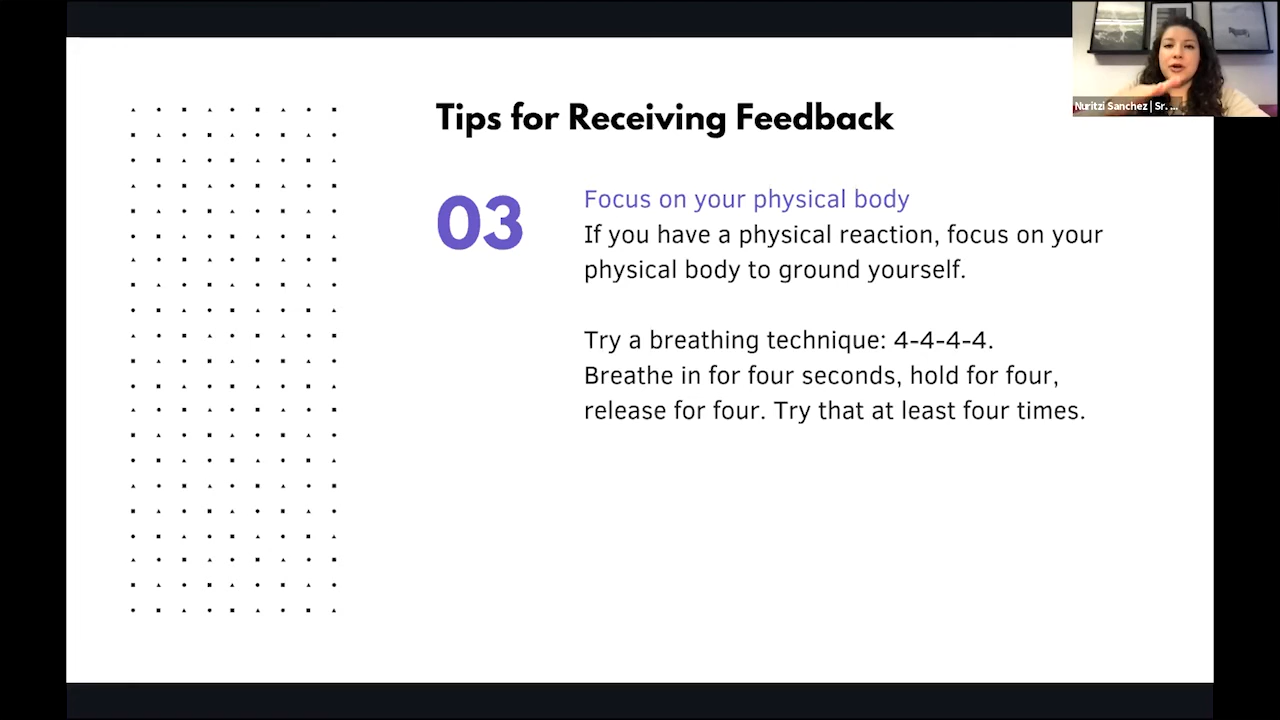 Tips for Receiving Feedback
03
Focus on your physical body
If you have a physical reaction, focus on your
physical body to ground yourself.
Try a breathing technique: 4-4-4-4.
Breathe in for four seconds, hold for four,
release for four. Try that at least four times.
Nuritzi Sanchez | Sr. ...